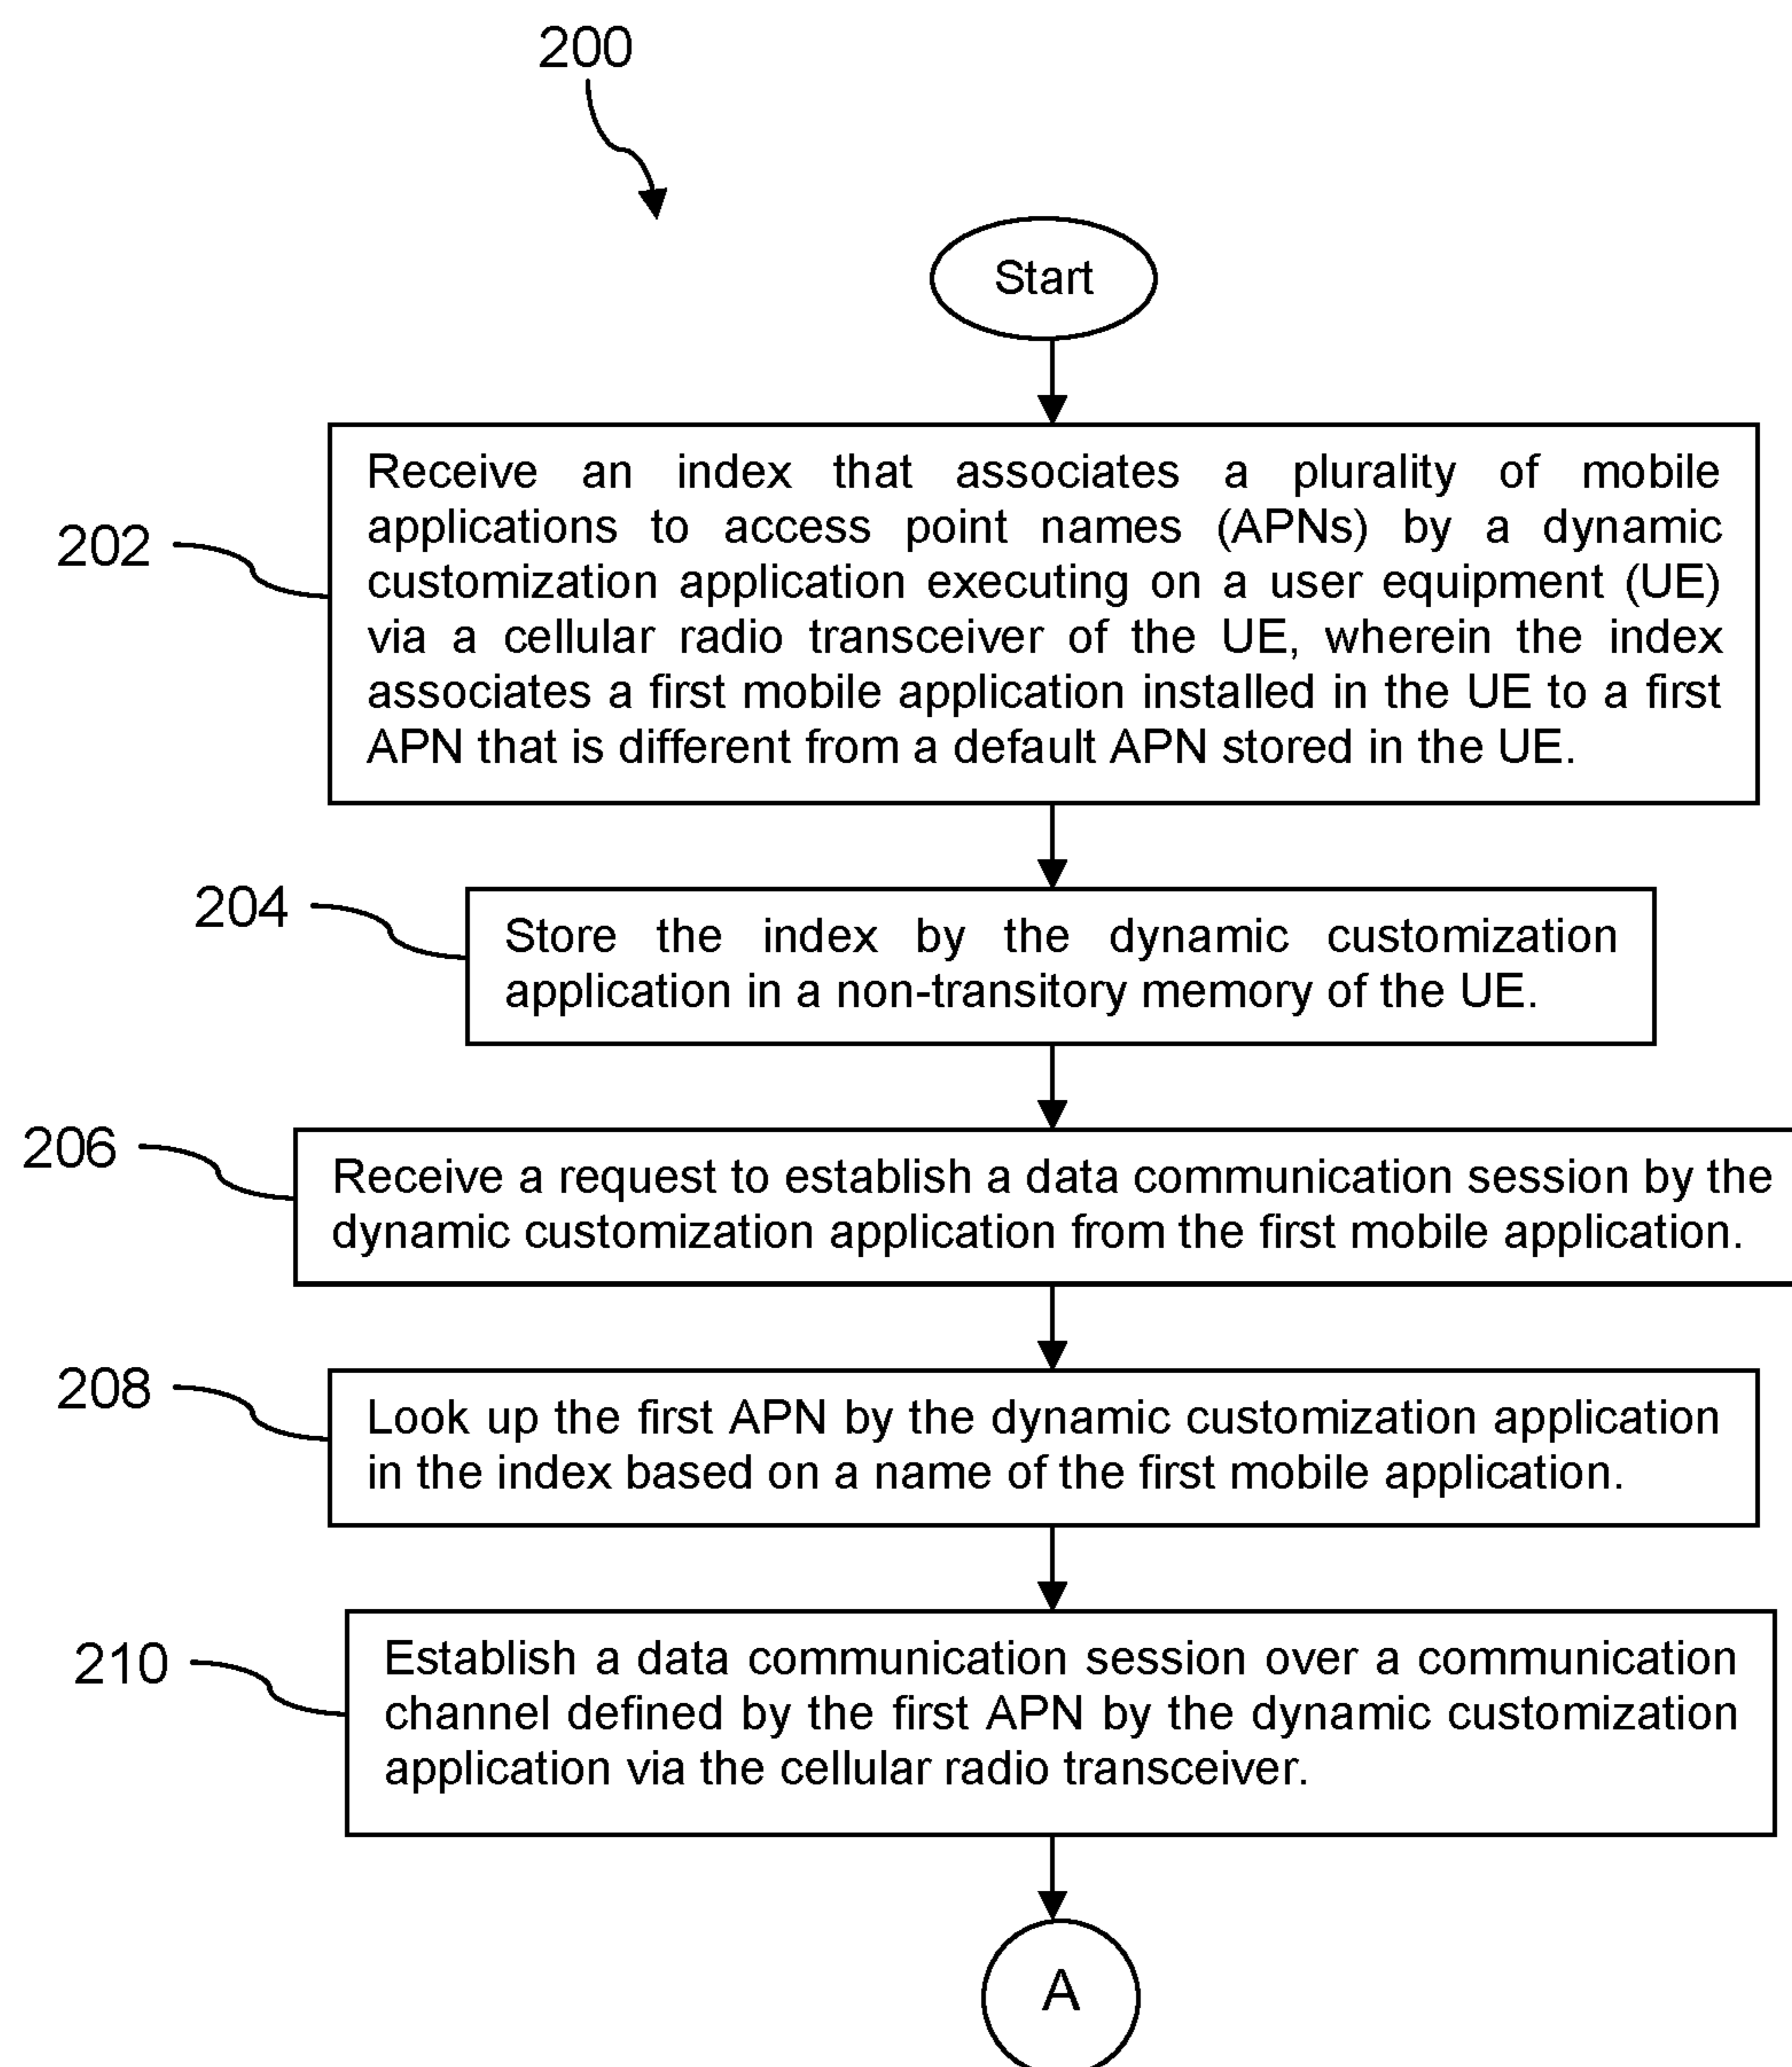 200
Start
202
Receive an index that associates a plurality of mobile
applications to access point names (APNs) by a dynamic
customization application executing on a user equipment (UE)
via a cellular radio transceiver of the UE, wherein the index
associates a first mobile application installed in the UE to a first
APN that is different from a default APN stored in the UE.
204
Store the index by the dynamic customization
application in a non-transitory memory of the UE.
206
Receive a request to establish a data communication session by the
dynamic customization application from the first mobile application.
208
Look up the first APN by the dynamic customization application
in the index based on a name of the first mobile application.
210
Establish a data communication session over a communication
channel defined by the first APN by the dynamic customization
application via the cellular radio transceiver.
A